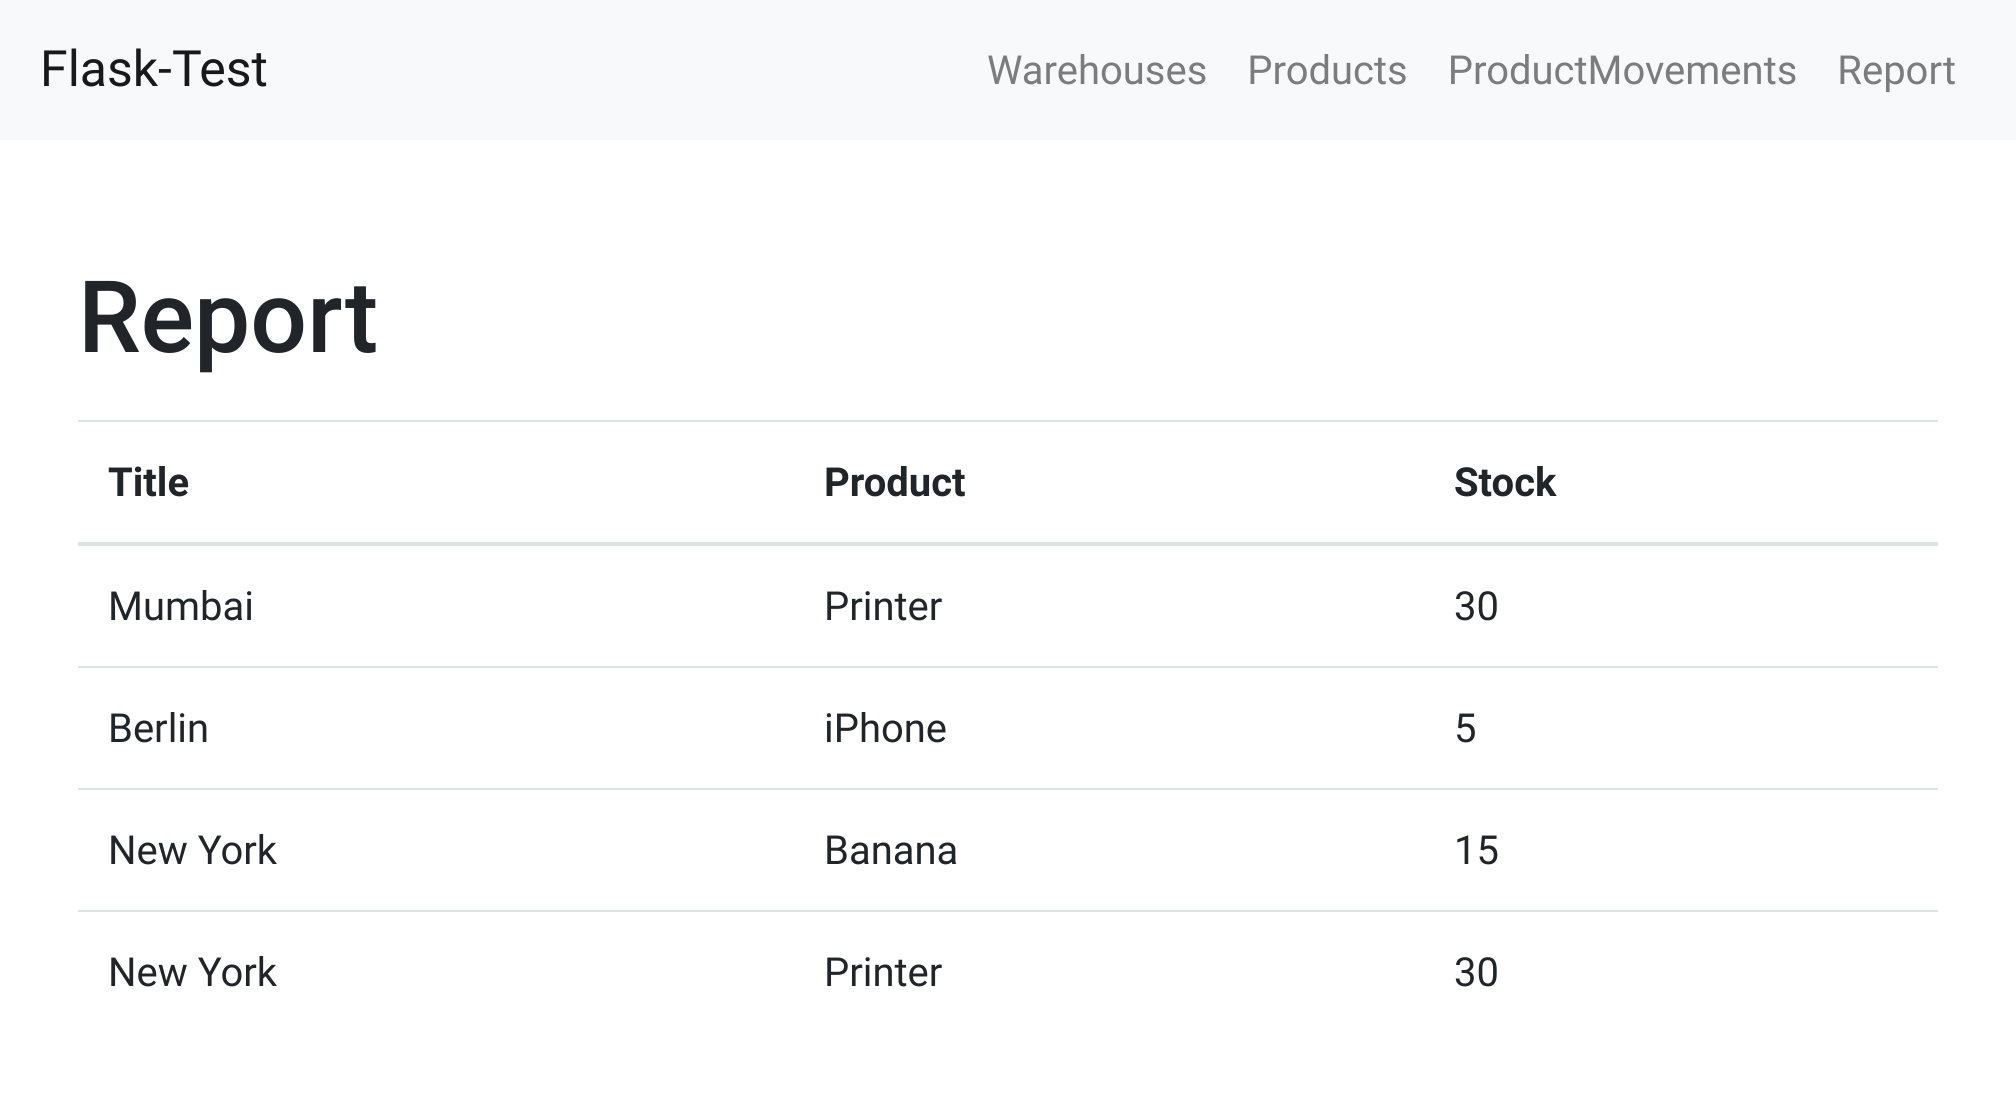 Flask-Test Warehouses Products ProductMovements Report
Report
Title Product Stock
Mumbai Printer 30
Berlin iPhone 5
New York Banana 15
New York Printer 30